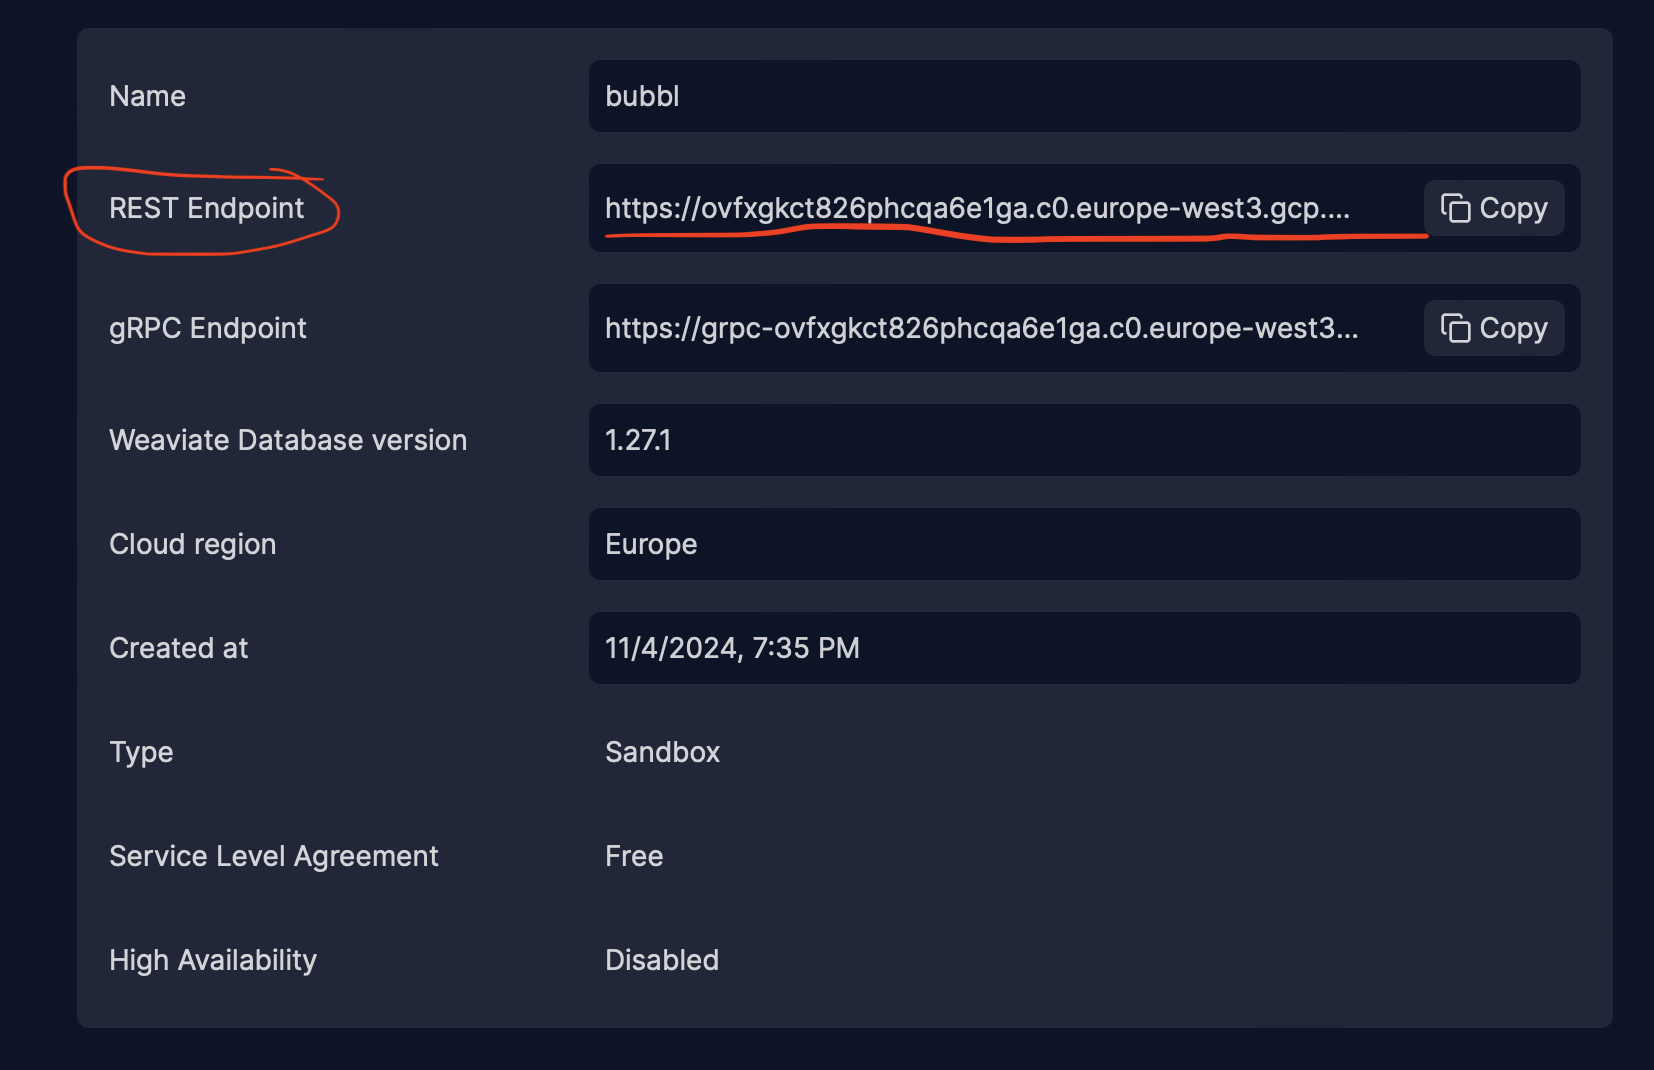 Name
bubbl
REST Endpoint
https://ovfxgkct826phcqa6e1ga.c0.europe-west3.gcp....
Copy
gRPC Endpoint
https://grpc-ovfxgkct826phcqa6e1ga.c0.europe-west3...
Copy
Weaviate Database version
1.27.1
Cloud region
Europe
Created at
11/4/2024, 7:35 PM
Type
Sandbox
Service Level Agreement
Free
High Availability
Disabled